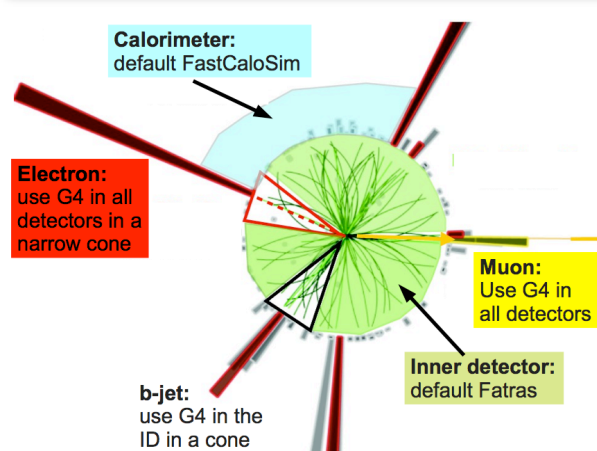 Calorimeter:
default FastCaloSim
Electron:
use G4 in all
detectors in a
narrow cone
Muon:
Use G4 in
all detectors
Inner detector:
default Fatras
b-jet:
use G4 in the
ID in a cone